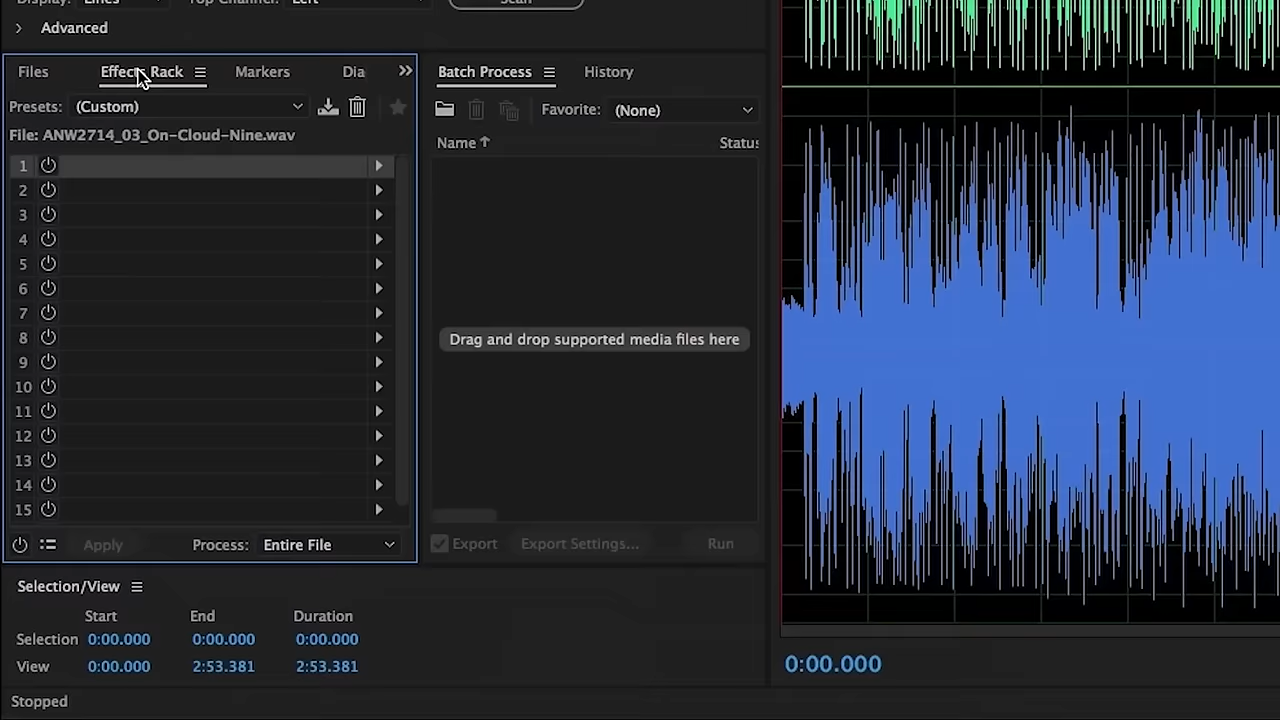 Display: Lines Top Channel: Left Scan
Advanced
Files Effects Rack Markers Dia
Batch Process History
Presets: (Custom)
Favorite: (None)
File: ANW2714_03_On-Cloud-Nine.wav
Name Status
1
2
3
4
5
6
7
8
9
10
11
12
13
14
15
Drag and drop supported media files here
Apply Process: Entire File
Export Export Settings... Run
Selection/View
Start End Duration
Selection 0:00.000 0:00.000 0:00.000
View 0:00.000 2:53.381 2:53.381
0:00.000
Stopped